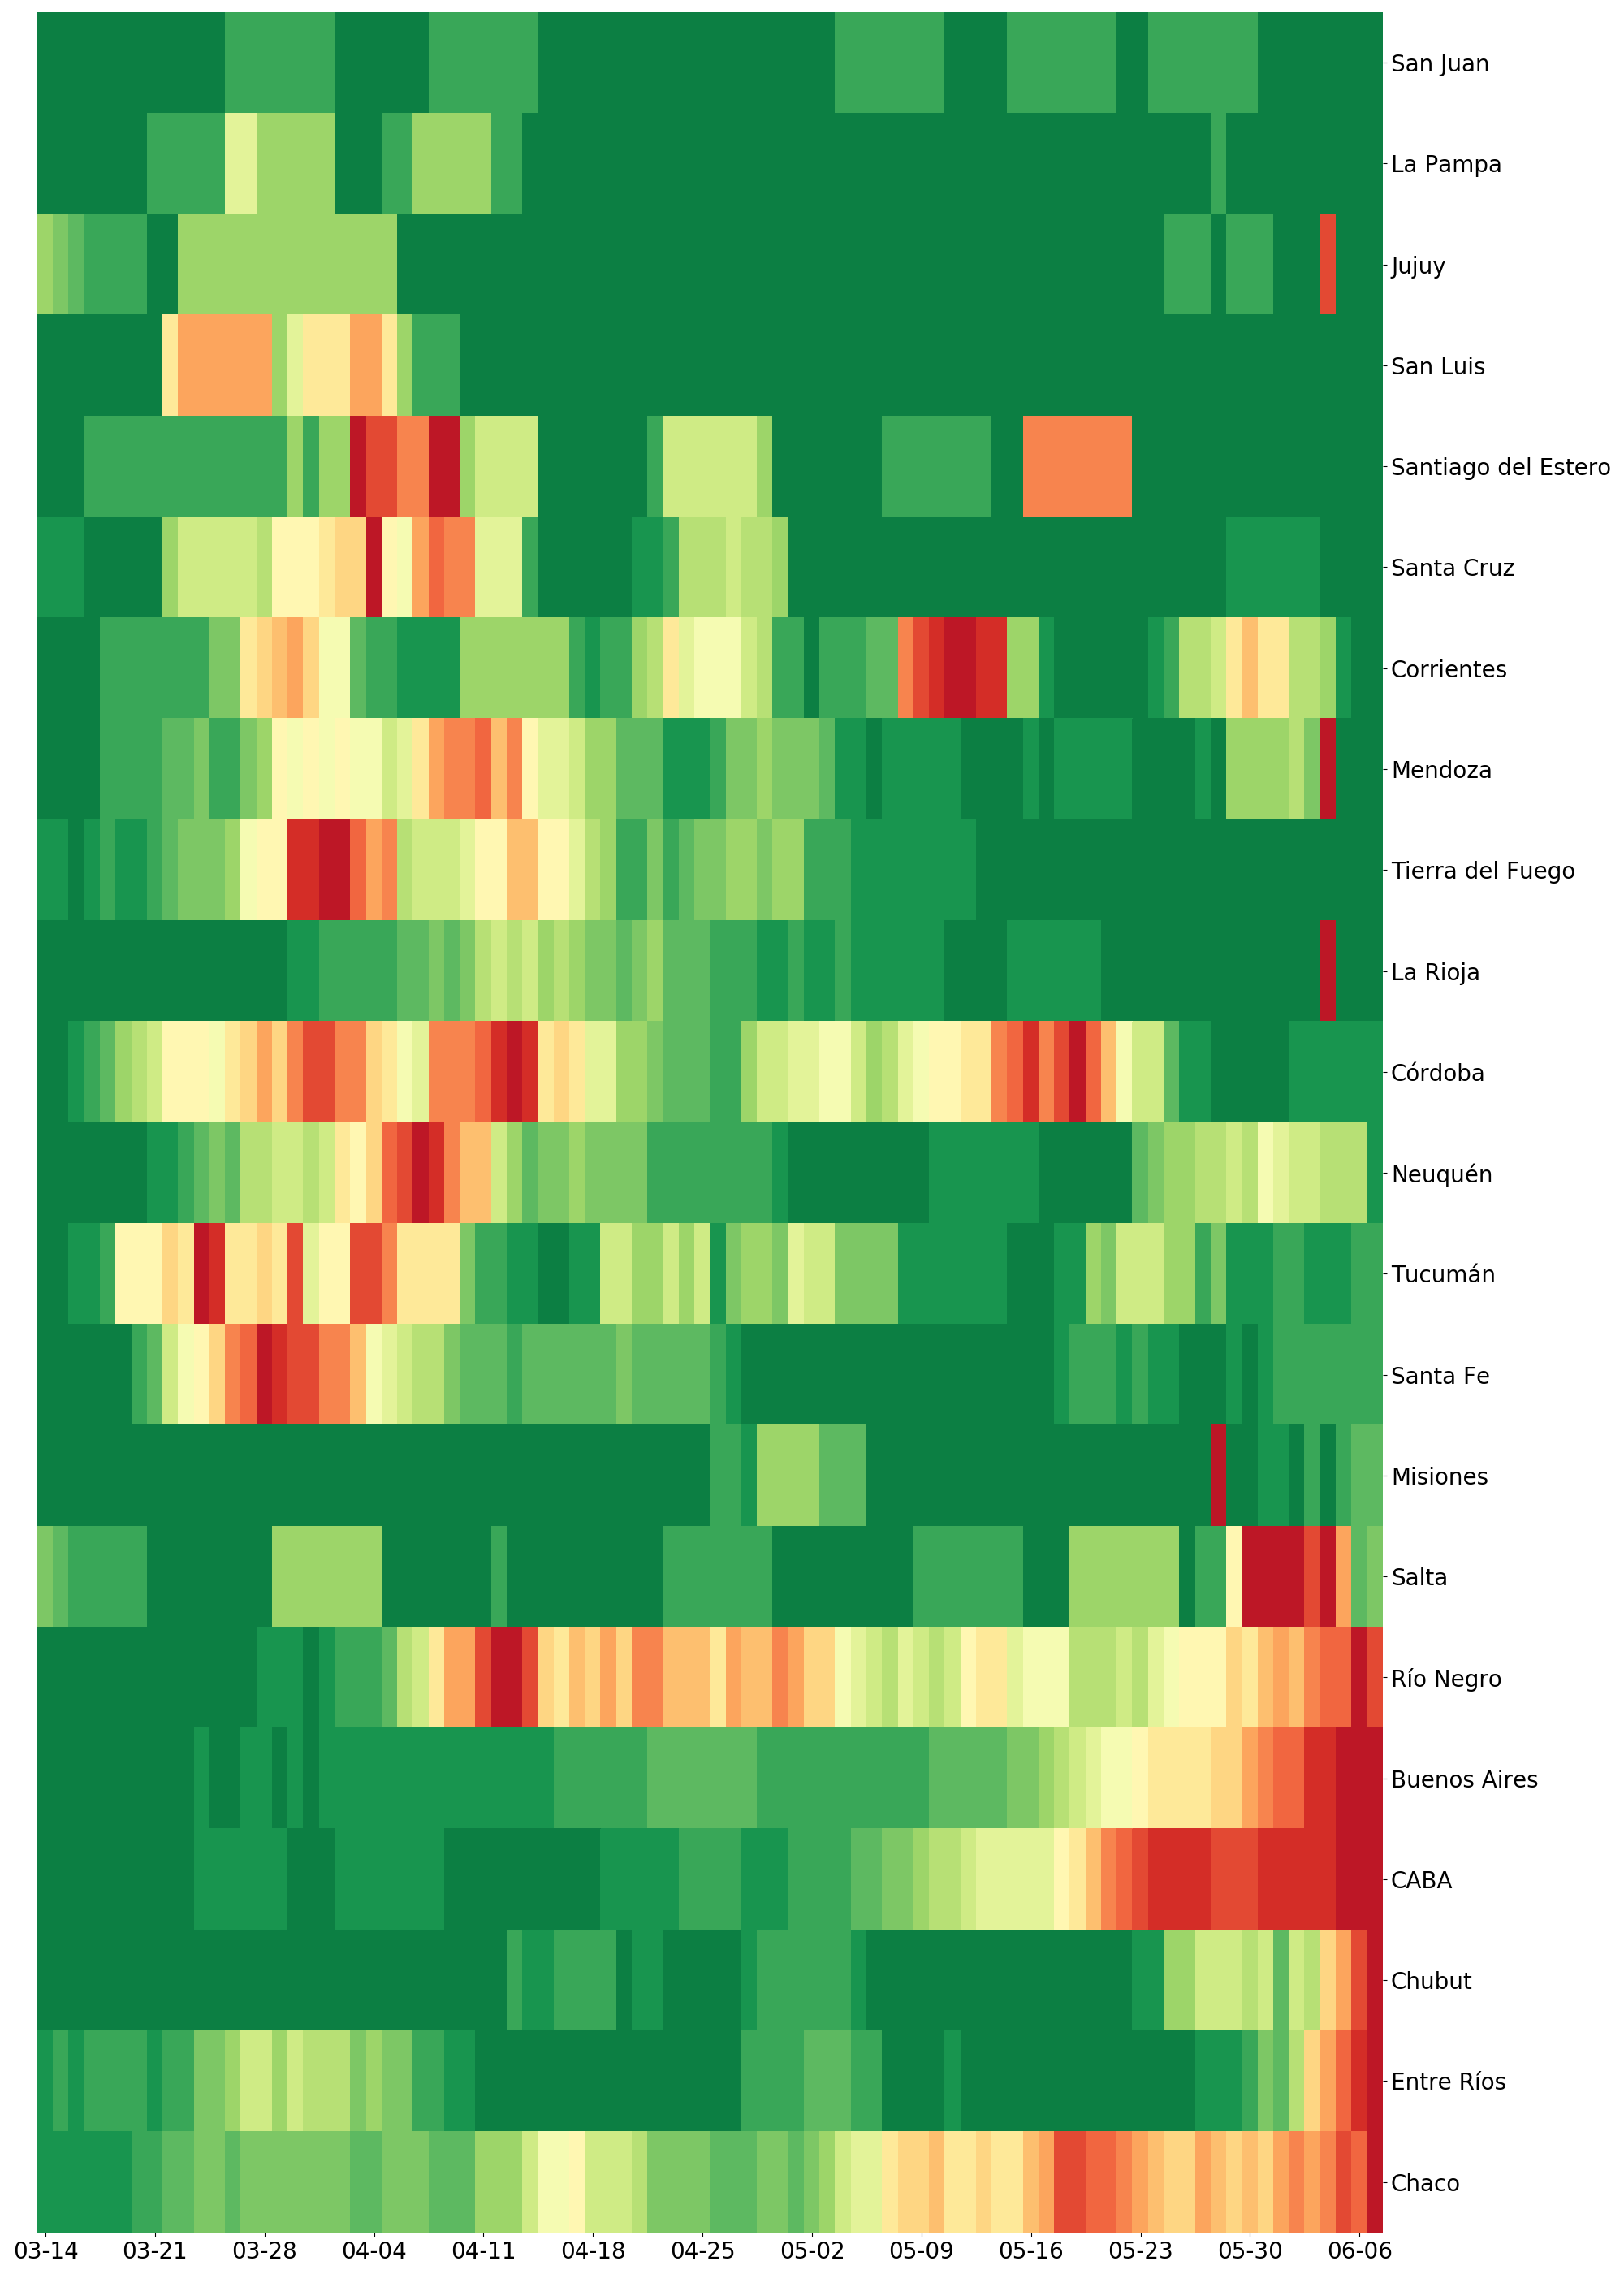 San Juan
La Pampa
Jujuy
San Luis
Santiago del Estero
Santa Cruz
Corrientes
Mendoza
Tierra del Fuego
La Rioja
Córdoba
Neuquén
Tucumán
Santa Fe
Misiones
Salta
Río Negro
Buenos Aires
CABA
Chubut
Entre Ríos
Chaco
03-14 03-21 03-28 04-04 04-11 04-18 04-25 05-02 05-09 05-16 05-23 05-30 06-06